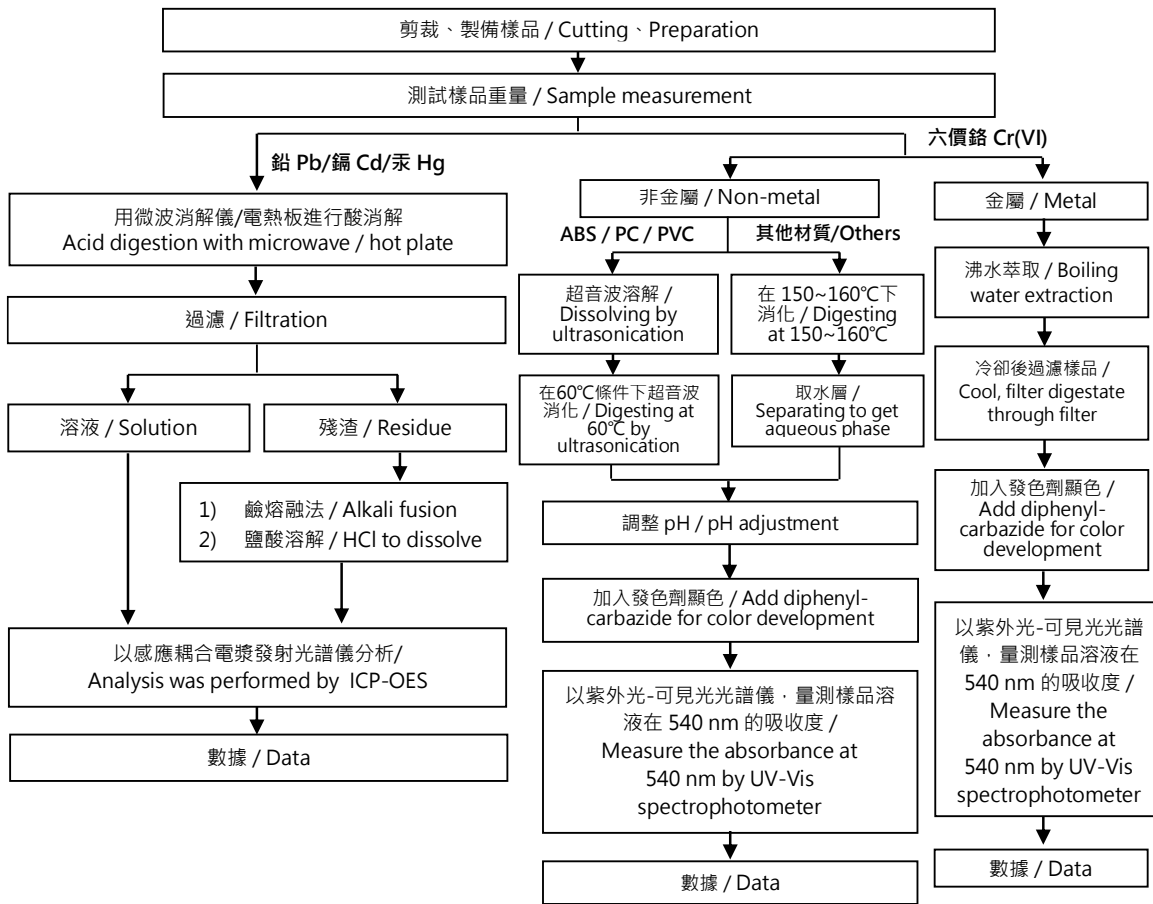 剪裁、製備樣品 / Cutting、Preparation
測試樣品重量 / Sample measurement
鉛 Pb/鎘 Cd/汞 Hg
用微波消解儀/電熱板進行酸消解
Acid digestion with microwave / hot plate
過濾 / Filtration
溶液 / Solution
殘渣 / Residue
1) 鹼熔融法 / Alkali fusion
2) 鹽酸溶解 / HCl to dissolve
以感應耦合電漿發射光譜儀分析/
Analysis was performed by ICP-OES
數據 / Data
六價鉻 Cr(VI)
非金屬 / Non-metal
ABS / PC / PVC
超音波溶解 /
Dissolving by
ultrasonication
在60℃條件下超音波
消化 / Digesting at
60℃ by
ultrasonication
其他材質/Others
在 150~160℃下
消化 / Digesting
at 150~160℃
取水層 /
Separating to get
aqueous phase
調整 pH / pH adjustment
加入發色劑顯色 / Add diphenyl-
carbazide for color development
以紫外光-可見光光譜儀，量測樣品溶
液在 540 nm 的吸收度 /
Measure the absorbance at
540 nm by UV-Vis
spectrophotometer
數據 / Data
金屬 / Metal
沸水萃取 / Boiling
water extraction
冷卻後過濾樣品 /
Cool, filter digestate
through filter
加入發色劑顯色 /
Add diphenyl-
carbazide for color
development
以紫外光-可見光光譜
儀，量測樣品溶液在
540 nm 的吸收度 /
Measure the
absorbance at
540 nm by UV-Vis
spectrophotometer
數據 / Data